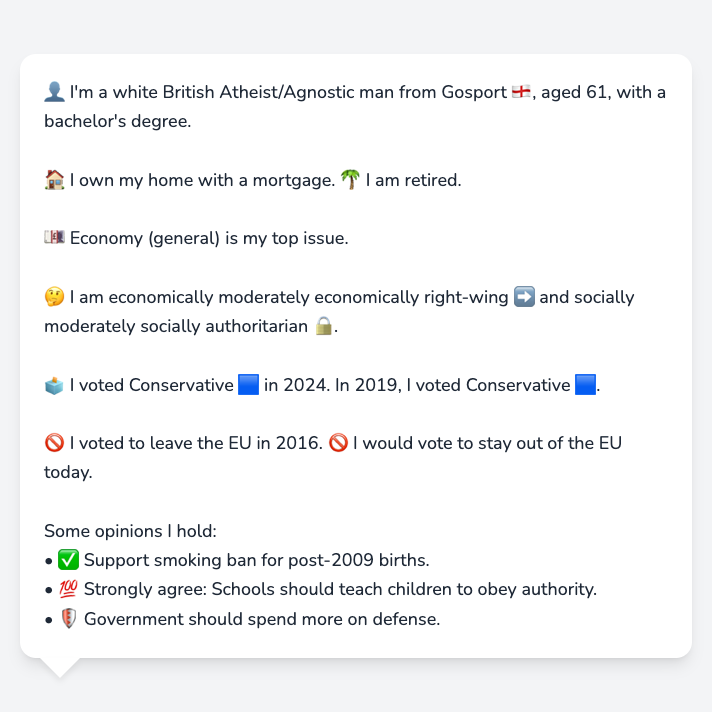 👤 I'm a white British Atheist/Agnostic man from Gosport 🏴󠁧󠁢󠁥󠁮󠁧󠁿, aged 61, with a
bachelor's degree.
🏠 I own my home with a mortgage. 🌴 I am retired.
💷 Economy (general) is my top issue.
🤔 I am economically moderately economically right-wing ➡️ and socially
moderately socially authoritarian 🔒.
🗳️ I voted Conservative 🟦 in 2024. In 2019, I voted Conservative 🟦.
🚫 I voted to leave the EU in 2016. 🚫 I would vote to stay out of the EU
today.
Some opinions I hold:
• ✅ Support smoking ban for post-2009 births.
• 💯 Strongly agree: Schools should teach children to obey authority.
• 🛡️ Government should spend more on defense.